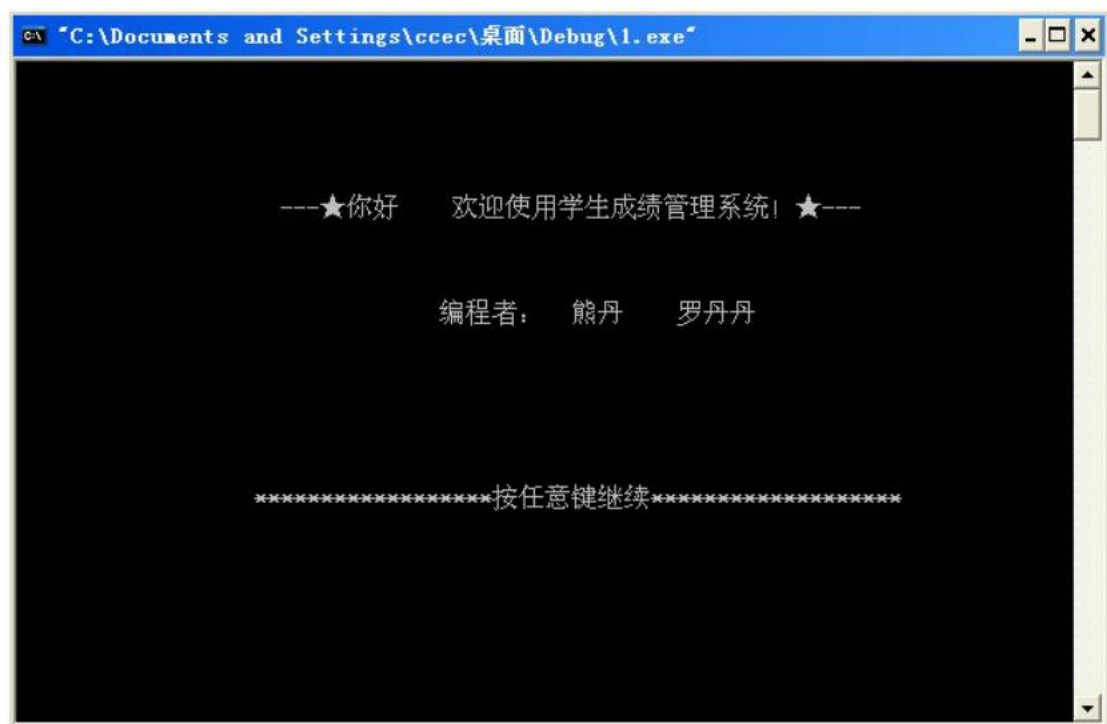 "C:\Documents and Settings\ccec\桌面\Debug\1.exe"
---★你好  欢迎使用学生成绩管理系统！★---
编程者：  熊丹  罗丹丹
******************按任意键继续*******************